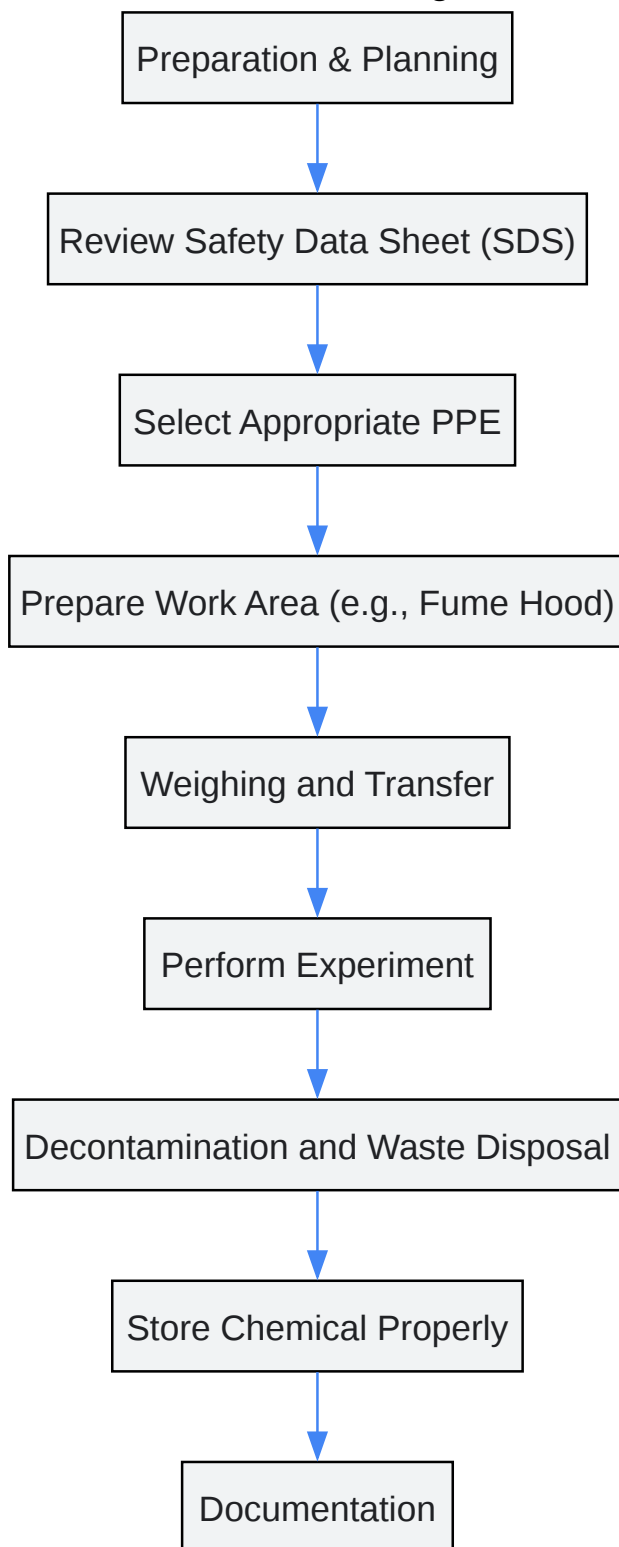 Preparation & Planning
Review Safety Data Sheet (SDS)
Select Appropriate PPE
Prepare Work Area (e.g., Fume Hood)
Weighing and Transfer
Perform Experiment
Decontamination and Waste Disposal
Store Chemical Properly
Documentation